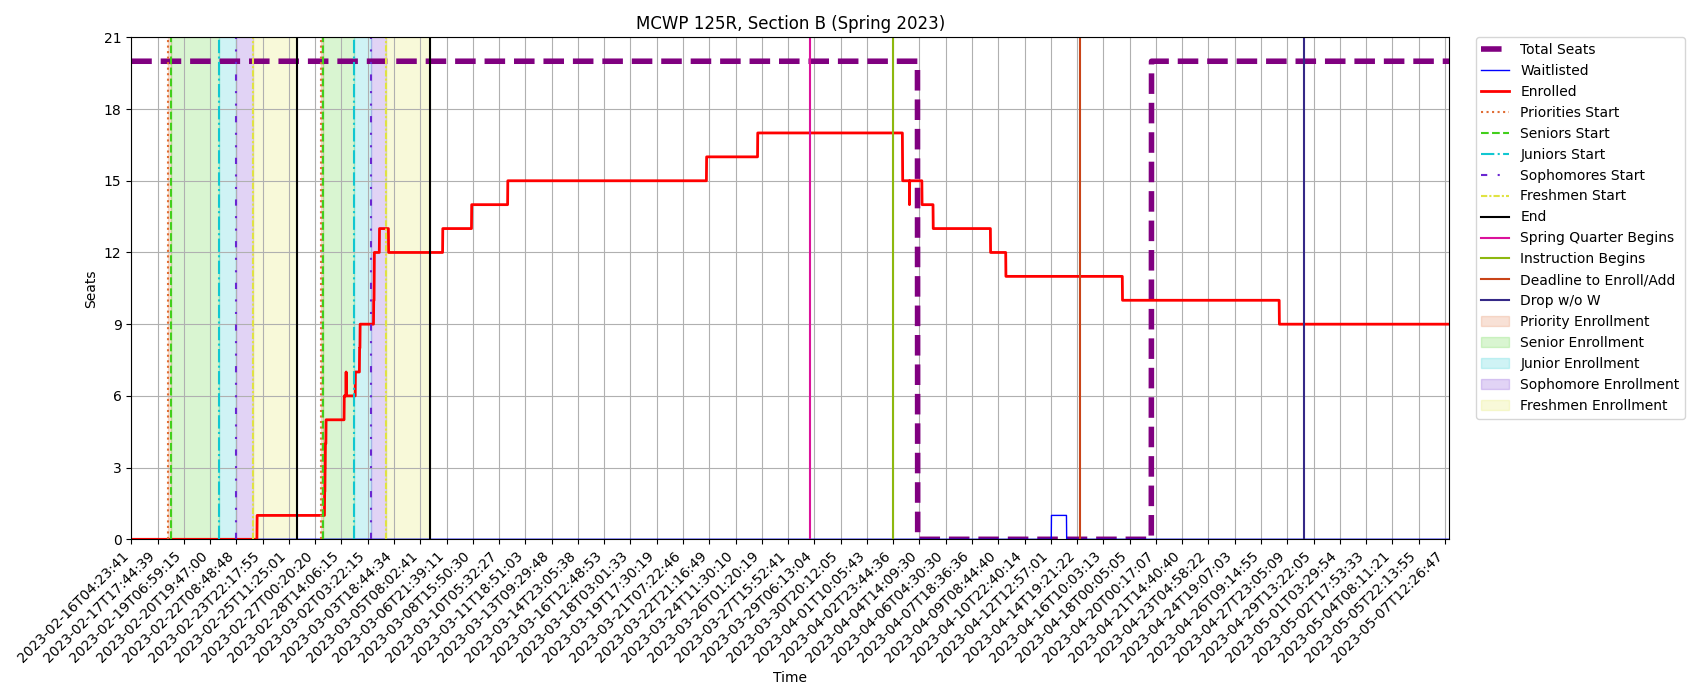 MCWP 125R, Section B (Spring 2023)
Seats
21
18
15
12
9
6
3
0
2023-02-16T04:23:41
2023-02-17T17:44:39
2023-02-19T06:59:15
2023-02-20T19:47:00
2023-02-22T08:48:48
2023-02-23T22:17:55
2023-02-25T11:25:01
2023-02-27T00:20:20
2023-02-28T14:06:15
2023-03-02T03:22:15
2023-03-03T18:44:34
2023-03-05T08:02:41
2023-03-06T21:39:11
2023-03-08T15:50:30
2023-03-10T05:32:27
2023-03-11T18:51:03
2023-03-13T09:29:48
2023-03-14T23:05:38
2023-03-16T12:48:53
2023-03-18T03:01:33
2023-03-19T17:30:19
2023-03-21T07:22:46
2023-03-22T21:16:49
2023-03-24T11:30:10
2023-03-26T01:20:19
2023-03-27T15:52:41
2023-03-29T06:13:04
2023-03-30T20:12:05
2023-04-01T10:05:43
2023-04-02T23:44:36
2023-04-04T14:09:30
2023-04-06T04:30:30
2023-04-07T18:36:36
2023-04-09T08:44:40
2023-04-10T22:40:14
2023-04-12T12:57:01
2023-04-14T19:21:22
2023-04-16T10:03:13
2023-04-18T00:05:05
2023-04-20T00:17:07
2023-04-21T14:40:40
2023-04-23T04:58:22
2023-04-24T19:07:03
2023-04-26T09:14:55
2023-04-27T23:05:09
2023-04-29T13:22:05
2023-05-01T03:29:54
2023-05-02T17:53:33
2023-05-04T08:11:21
2023-05-05T22:13:55
2023-05-07T12:26:47
Time
Total Seats
Waitlisted
Enrolled
Priorities Start
Seniors Start
Juniors Start
Sophomores Start
Freshmen Start
End
Spring Quarter Begins
Instruction Begins
Deadline to Enroll/Add
Drop w/o W
Priority Enrollment
Senior Enrollment
Junior Enrollment
Sophomore Enrollment
Freshmen Enrollment